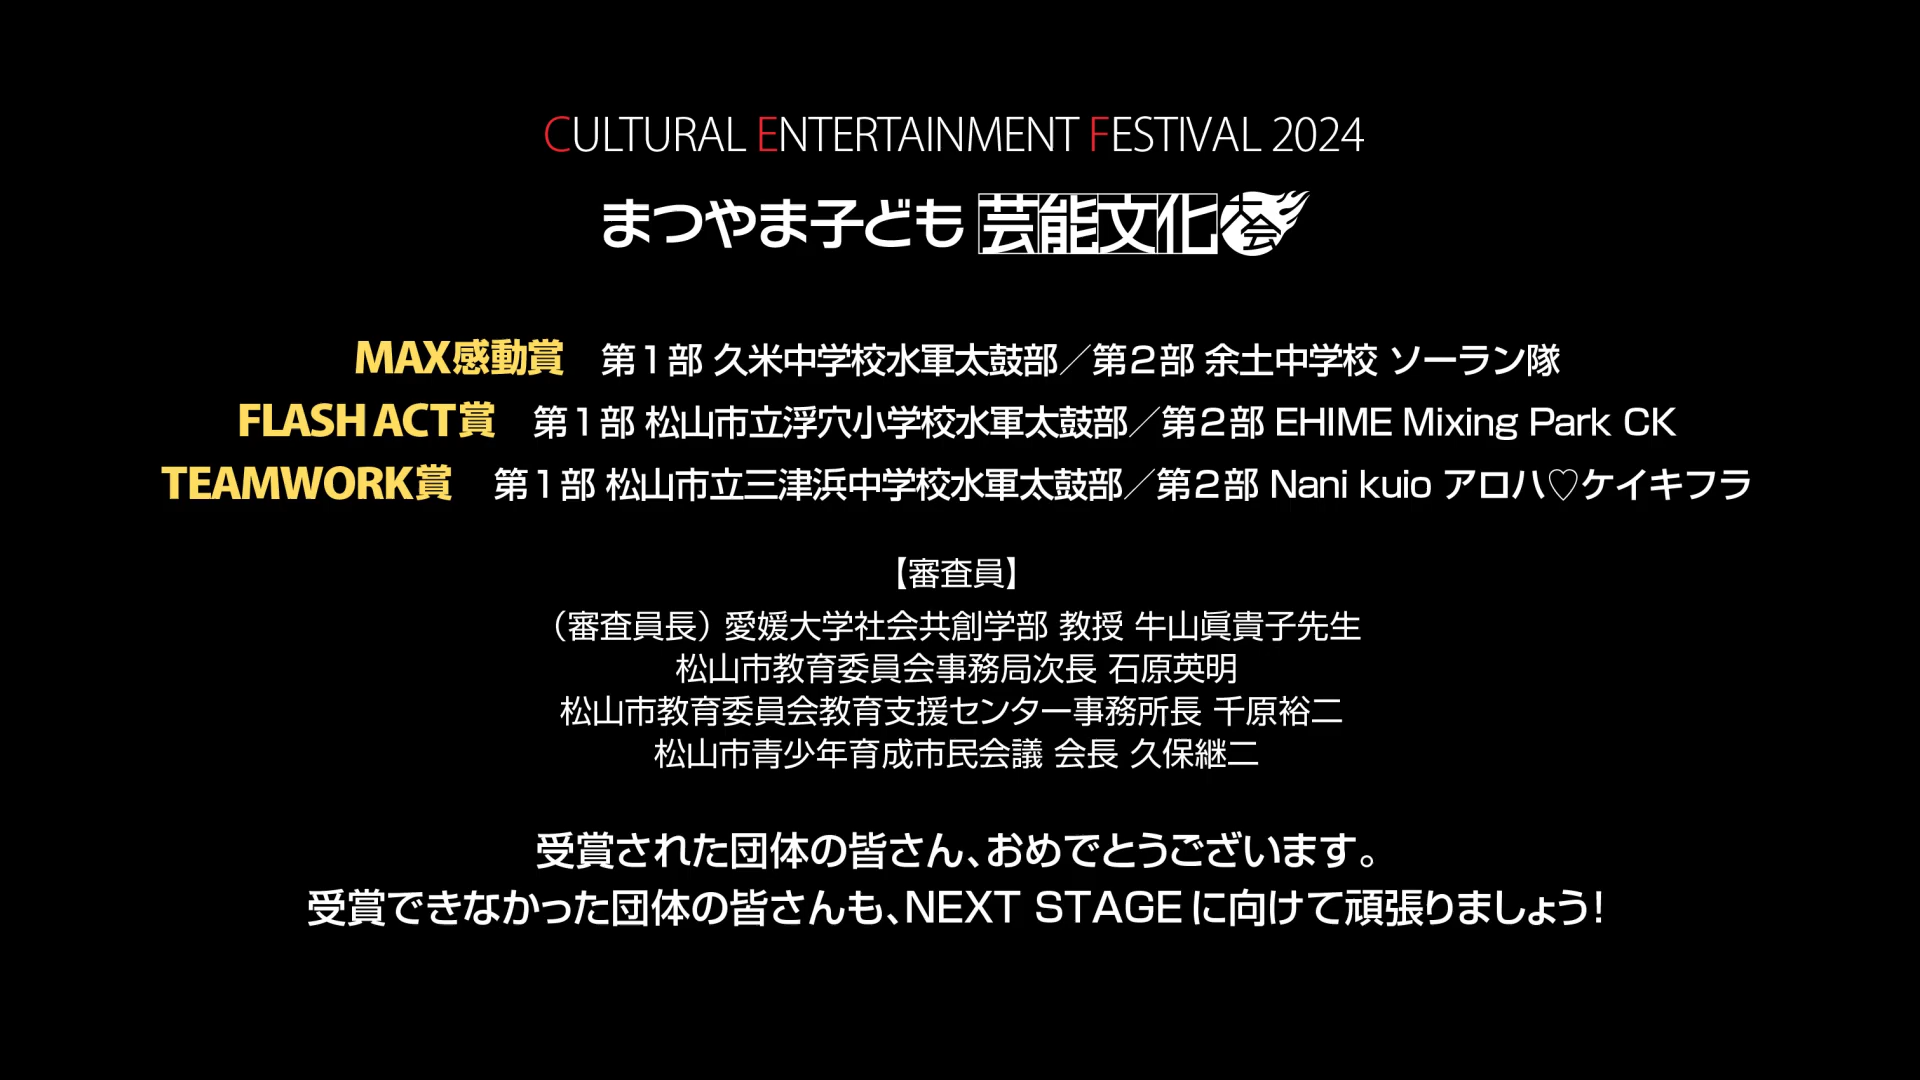 CULTURAL ENTERTAINMENT FESTIVAL 2024
まつやま子ども芸能文化大会
MAX感動賞 第1部 久米中学校水軍太鼓部／第2部 余土中学校 ソーラン隊
FLASH ACT賞 第1部 松山市立浮穴小学校水軍太鼓部／第2部 EHIME Mixing Park CK
TEAMWORK賞 第1部 松山市立三津浜中学校水軍太鼓部／第2部 Nani kuio アロハ♡ケイキフラ
【審査員】
（審査員長）愛媛大学社会共創学部 教授 牛山眞貴子先生
松山市教育委員会事務局次長 石原英明
松山市教育委員会教育支援センター事務所長 千原裕二
松山市青少年育成市民会議 会長 久保継二
受賞された団体の皆さん、おめでとうございます。
受賞できなかった団体の皆さんも、NEXT STAGEに向けて頑張りましょう！